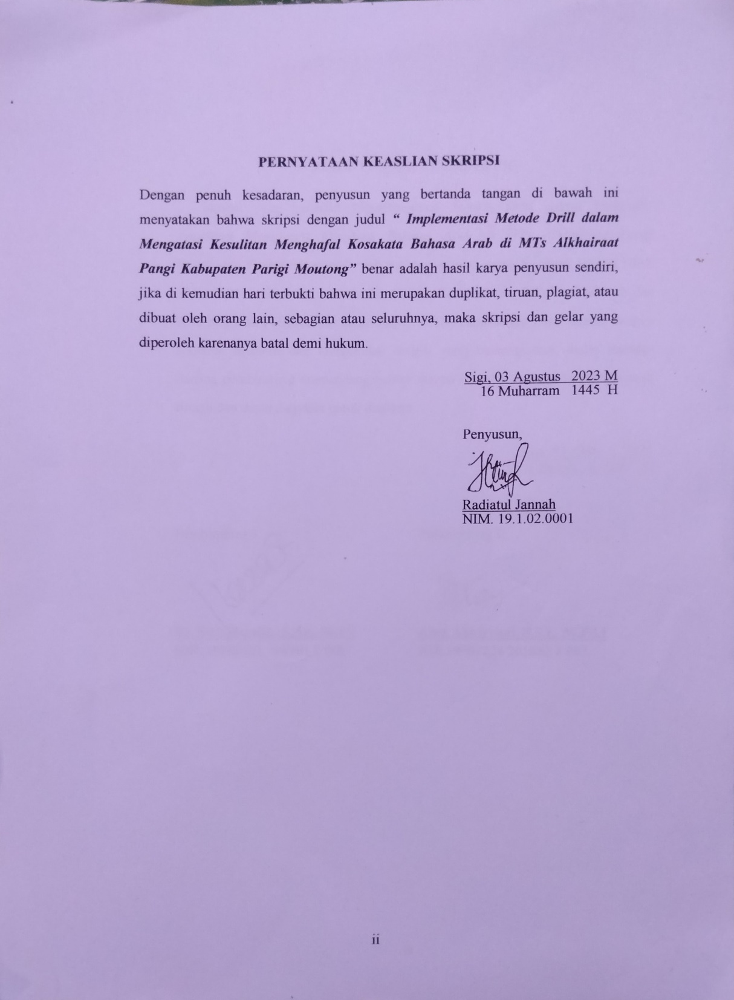 PERNYATAAN KEASLIAN SKRIPSI
Dengan penuh kesadaran, penyusun yang bertanda tangan di bawah ini
menyatakan bahwa skripsi dengan judul “ Implementasi Metode Drill dalam
Mengatasi Kesulitan Menghafal Kosakata Bahasa Arab di MTs Alkhairaat
Pangi Kabupaten Parigi Moutong” benar adalah hasil karya penyusun sendiri,
jika di kemudian hari terbukti bahwa ini merupakan duplikat, tiruan, plagiat, atau
dibuat oleh orang lain, sebagian atau seluruhnya, maka skripsi dan gelar yang
diperoleh karenanya batal demi hukum.
Sigi, 03 Agustus 2023 M
16 Muharram 1445 H
Penyusun,
Radiatul Jannah
NIM. 19.1.02.0001
ii